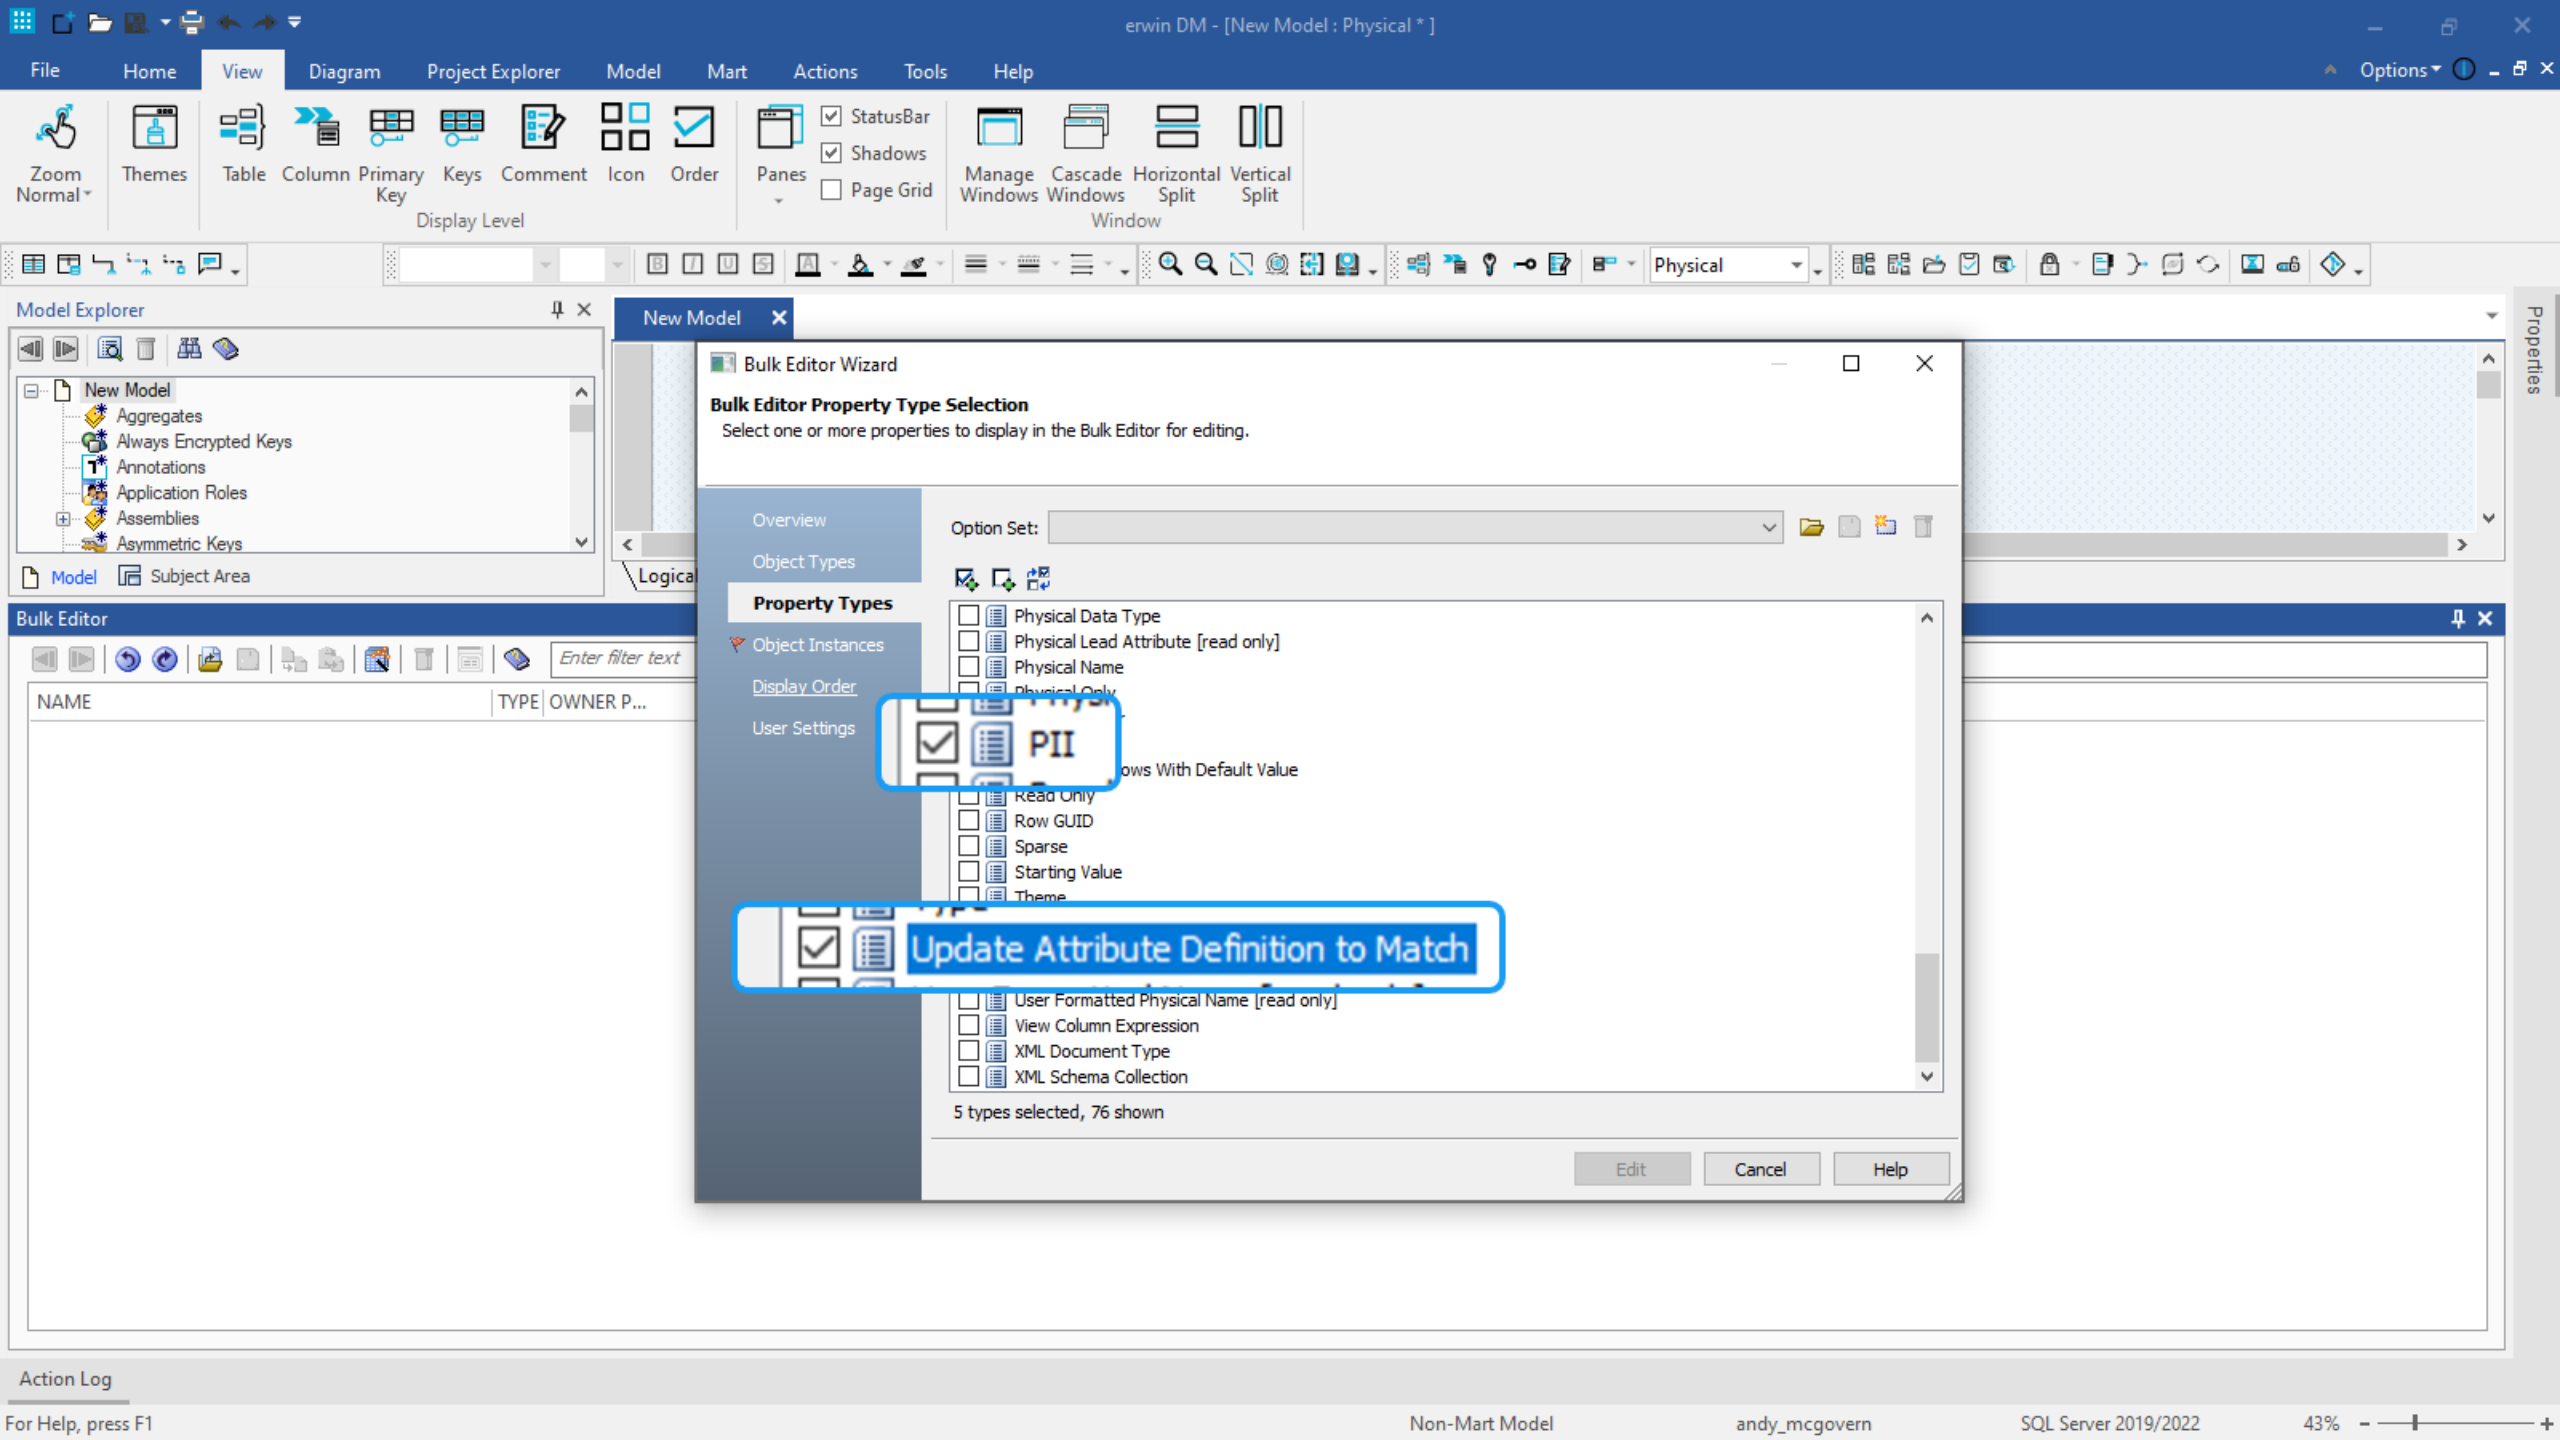 erwin DM - [New Model : Physical * ]
File Home View Diagram Project Explorer Model Mart Actions Tools Help Options
Zoom Normal
Themes
Table Column Primary Key Keys Comment Icon Order
Display Level
Panes
StatusBar
Shadows
Page Grid
Manage Windows Cascade Windows Horizontal Split Vertical Split
Window
Physical
Model Explorer
New Model
Aggregates
Always Encrypted Keys
Annotations
Application Roles
Assemblies
Asymmetric Keys
Model Subject Area
New Model
Properties
Bulk Editor Wizard
Bulk Editor Property Type Selection
Select one or more properties to display in the Bulk Editor for editing.
Overview
Object Types
Property Types
Object Instances
Display Order
User Settings
Option Set:
Physical Data Type
Physical Lead Attribute [read only]
Physical Name
Physical Only
PII
ows With Default Value
Read Only
Row GUID
Sparse
Starting Value
Theme
Type
Update Attribute Definition to Match
User Formatted Physical Name [read only]
View Column Expression
XML Document Type
XML Schema Collection
5 types selected, 76 shown
Edit Cancel Help
Logical
Bulk Editor
Enter filter text
NAME TYPE OWNER P...
Action Log
For Help, press F1 Non-Mart Model andy_mcgovern SQL Server 2019/2022 43%